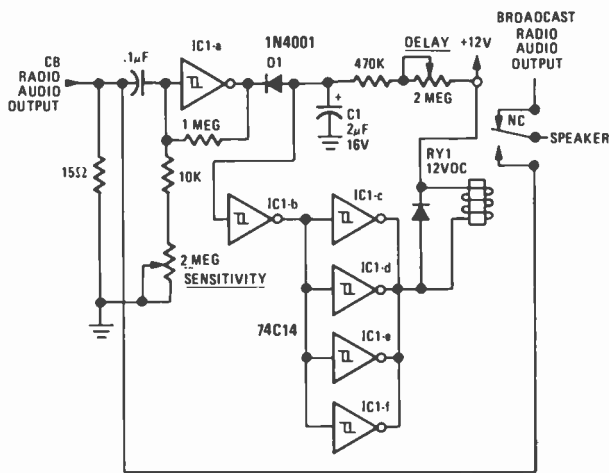 BROADCAST
RADIO
AUDIO
OUTPUT
CB
RADIO
AUDIO
OUTPUT
.1µF
IC1-a
1N4001
D1
470K
DELAY
+12V
2 MEG
NC
SPEAKER
1 MEG
+
C1
2µF
16V
RY1
12VDC
15Ω
10K
IC1-b
IC1-c
2 MEG
SENSITIVITY
IC1-d
74C14
IC1-e
IC1-f